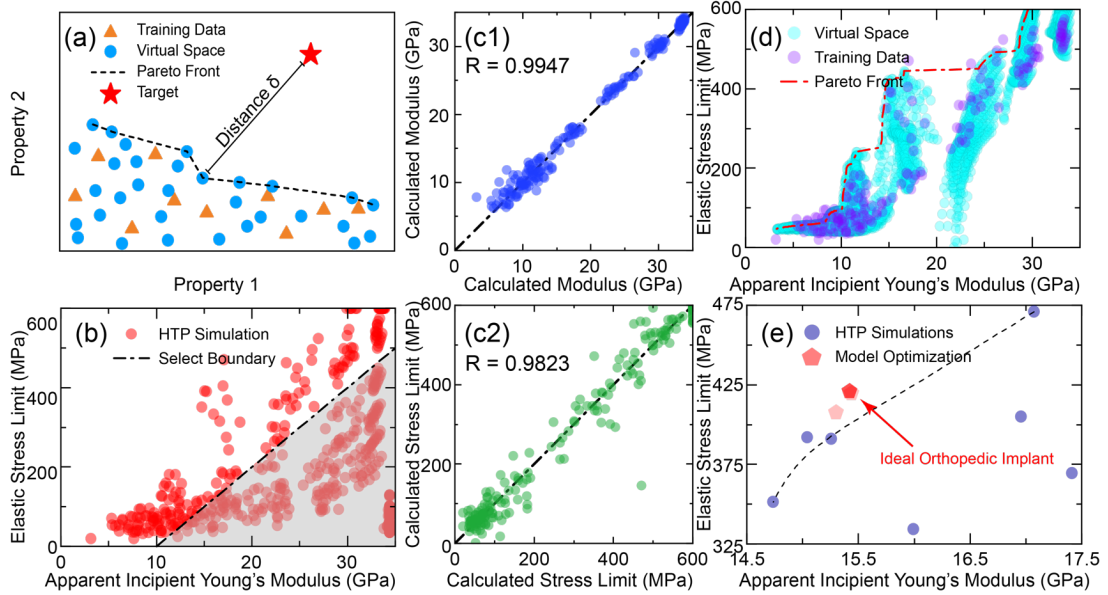 (a)
Training Data
Virtual Space
Pareto Front
Target
Distance δ
Property 2
Property 1
(c1)
R = 0.9947
Calculated Modulus (GPa)
30
20
10
0
0 10 20 30
Calculated Modulus (GPa)
(d)
Virtual Space
Training Data
Pareto Front
Elastic Stress Limit (MPa)
600
400
200
0
0 5 10 15 20 25 30 35
Apparent Incipient Young's Modulus (GPa)
(b)
HTP Simulation
Select Boundary
Elastic Stress Limit (MPa)
600
400
200
0
0 10 20 30
Apparent Incipient Young's Modulus (GPa)
(c2)
R = 0.9823
Calculated Stress Limit (MPa)
600
400
200
0
0 200 400 600
Calculated Stress Limit (MPa)
(e)
HTP Simulations
Model Optimization
Ideal Orthopedic Implant
Elastic Stress Limit (MPa)
475
425
375
325
14.5 15.5 16.5 17.5
Apparent Incipient Young's Modulus (GPa)